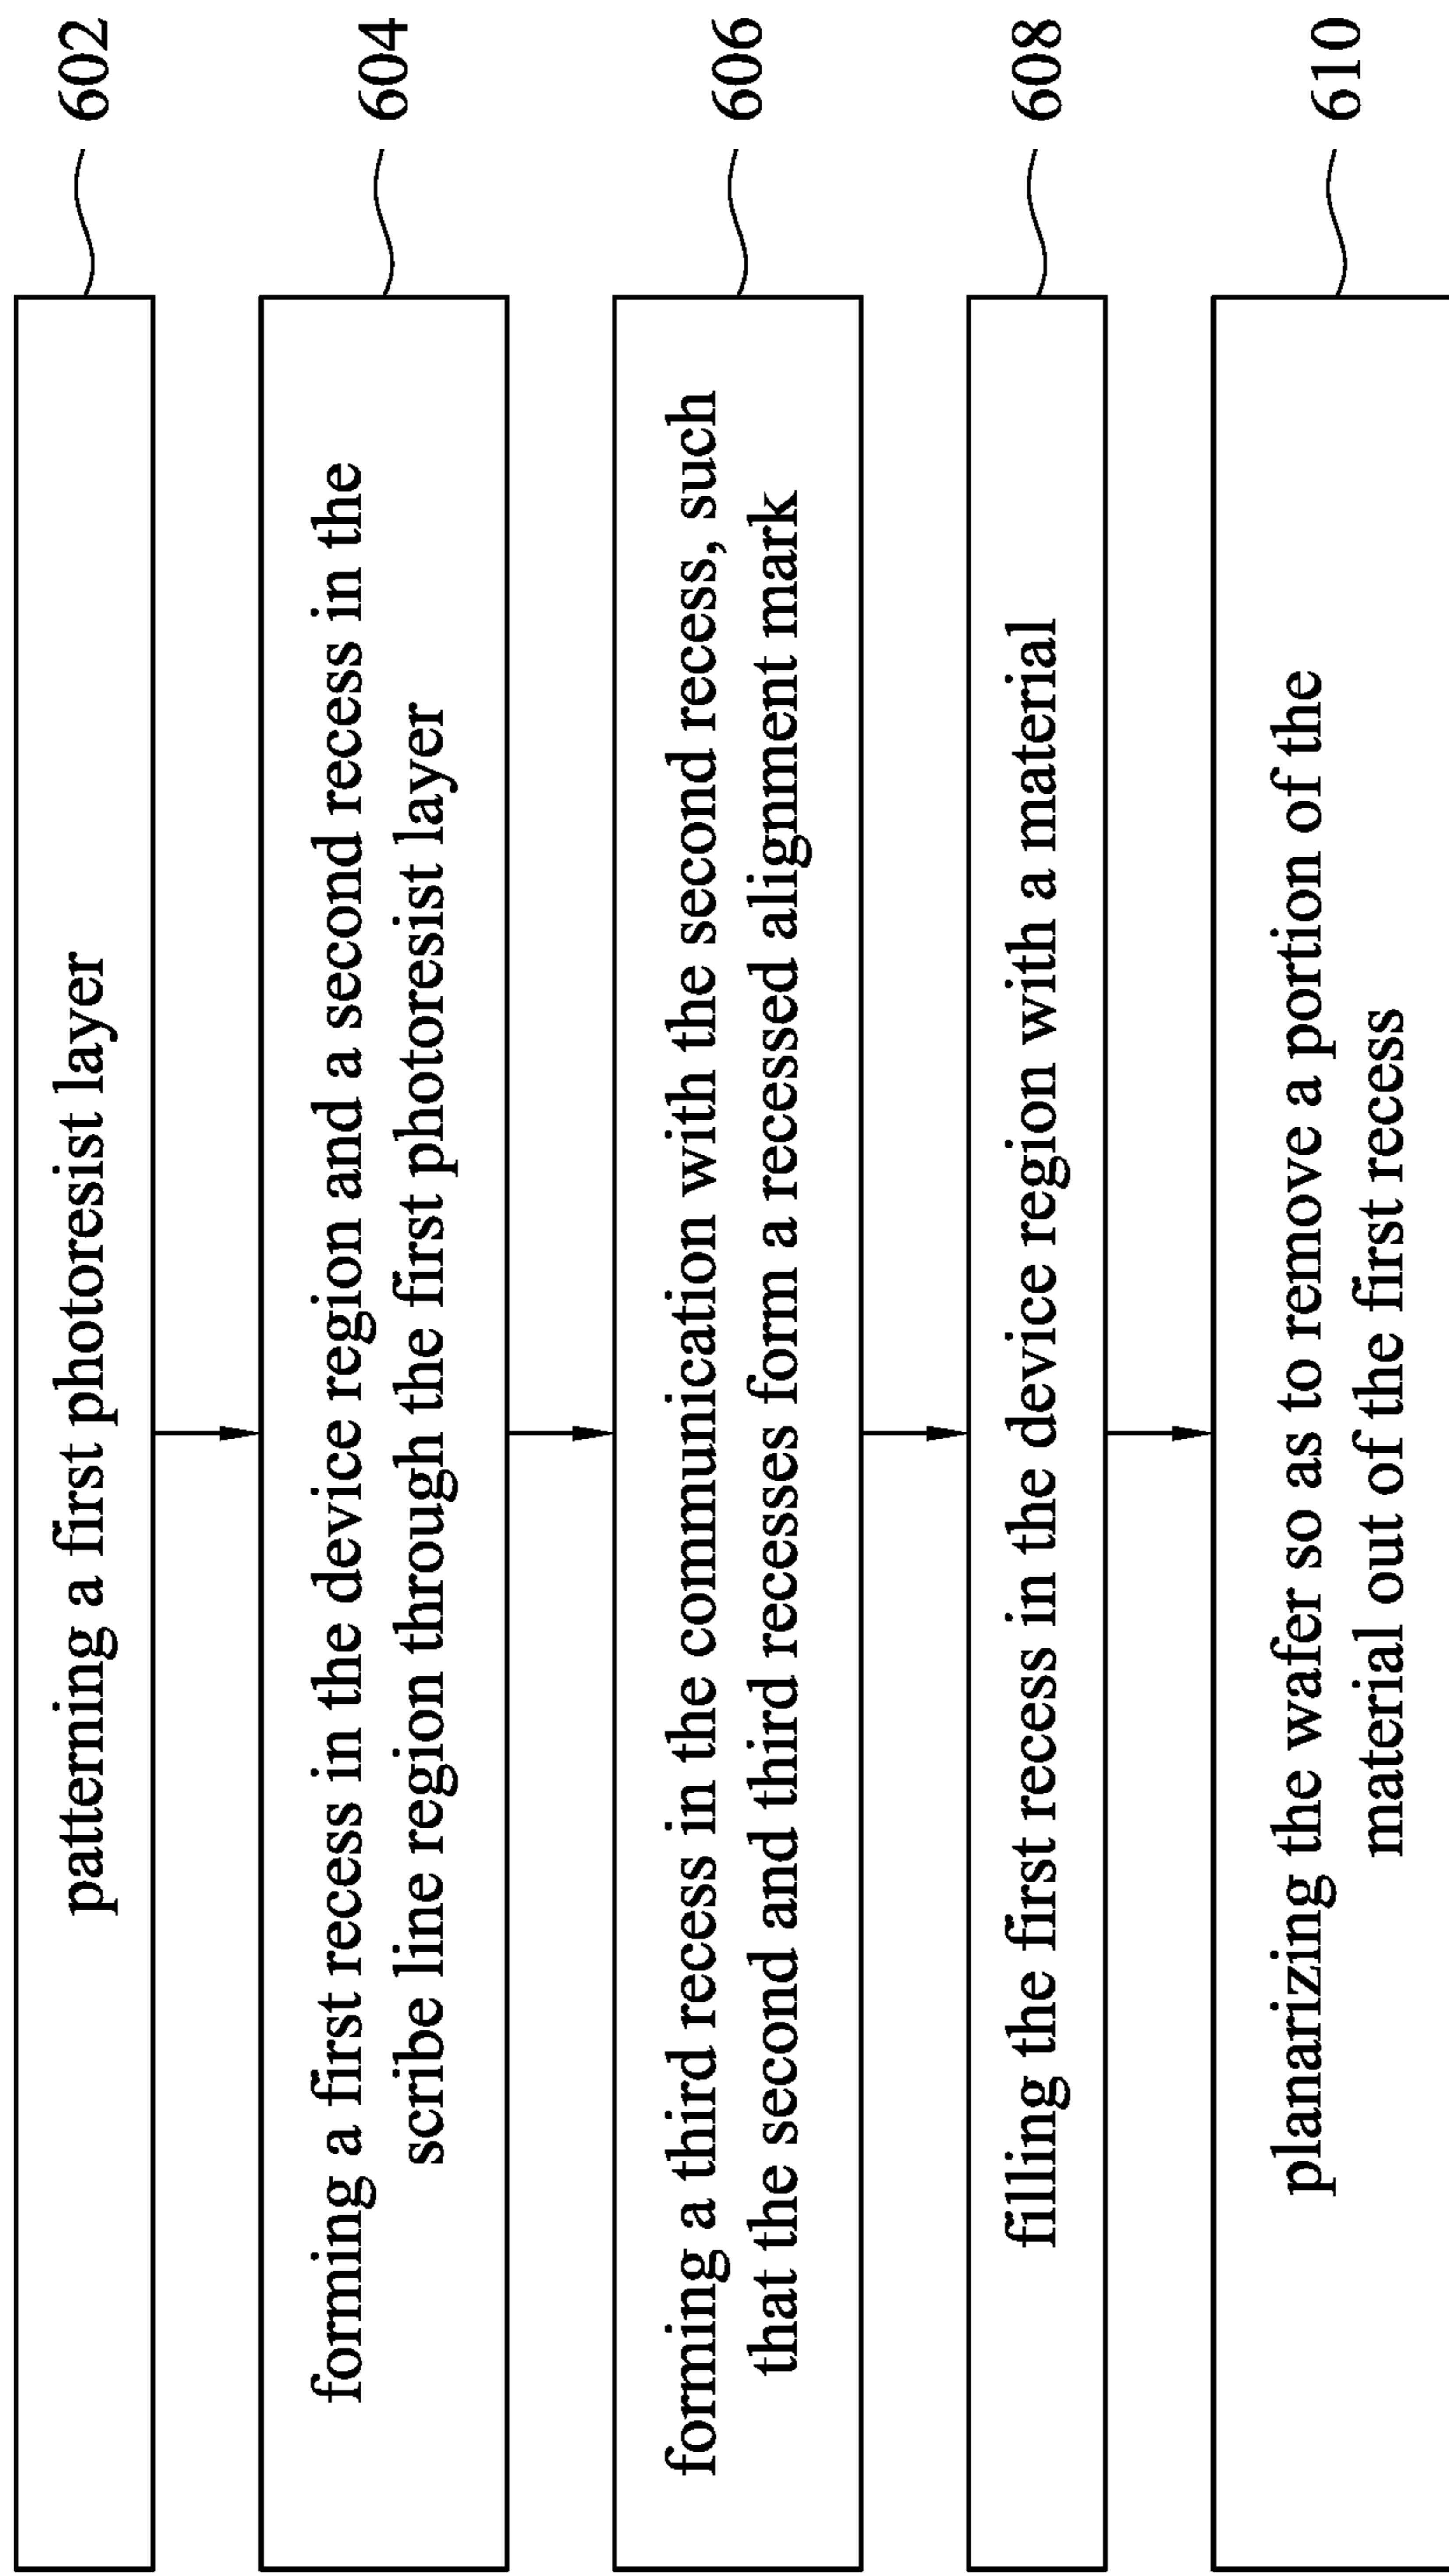 patterning a first photoresist layer
602
forming a first recess in the device region and a second recess in the
scribe line region through the first photoresist layer
604
forming a third recess in the communication with the second recess, such
that the second and third recesses form a recessed alignment mark
606
filling the first recess in the device region with a material
608
planarizing the wafer so as to remove a portion of the
material out of the first recess
610